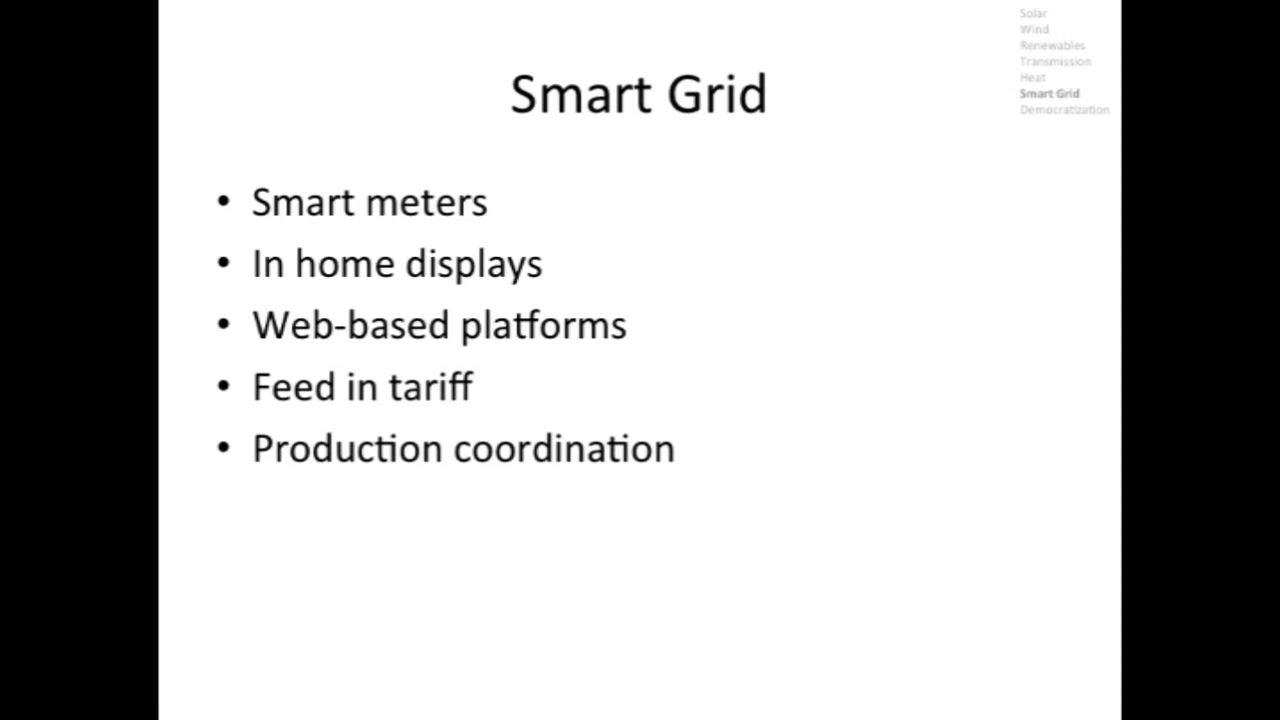 Solar
Wind
Renewables
Transmission
Heat
Smart Grid
Democratization
Smart Grid
• Smart meters
• In home displays
• Web-based platforms
• Feed in tariff
• Production coordination